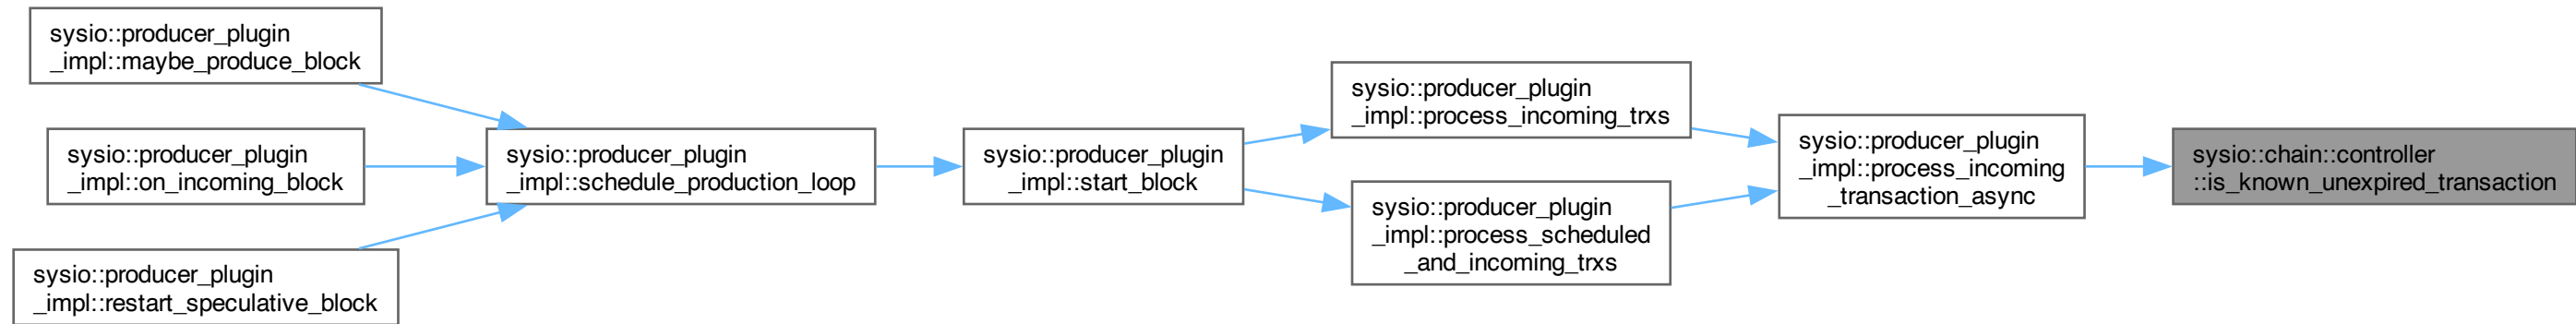 sysio::producer_plugin
_impl::maybe_produce_block
sysio::producer_plugin
_impl::on_incoming_block
sysio::producer_plugin
_impl::restart_speculative_block
sysio::producer_plugin
_impl::schedule_production_loop
sysio::producer_plugin
_impl::start_block
sysio::producer_plugin
_impl::process_incoming_trxs
sysio::producer_plugin
_impl::process_scheduled
_and_incoming_trxs
sysio::producer_plugin
_impl::process_incoming
_transaction_async
sysio::chain::controller
::is_known_unexpired_transaction